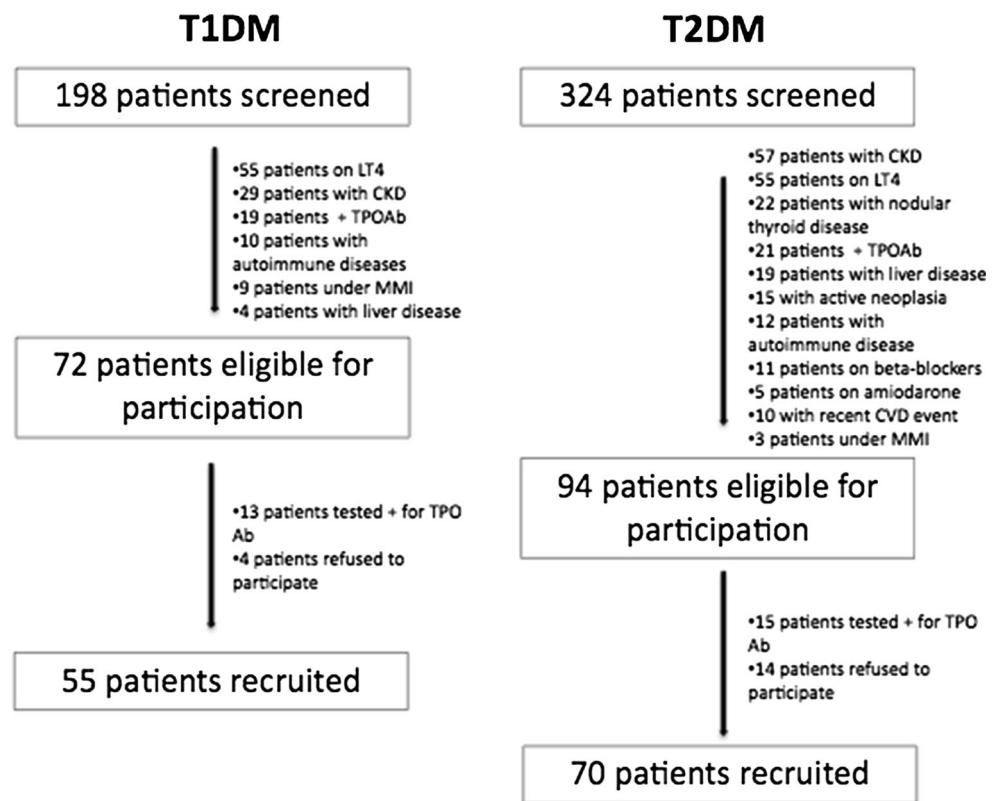 T1DM
198 patients screened
•55 patients on LT4
•29 patients with CKD
•19 patients + TPOAb
•10 patients with
autoimmune diseases
•9 patients under MMI
•4 patients with liver disease
72 patients eligible for
participation
•13 patients tested + for TPO
Ab
•4 patients refused to
participate
55 patients recruited
T2DM
324 patients screened
•57 patients with CKD
•55 patients on LT4
•22 patients with nodular
thyroid disease
•21 patients + TPOAb
•19 patients with liver disease
•15 with active neoplasia
•12 patients with
autoimmune disease
•11 patients on beta-blockers
•5 patients on amiodarone
•10 with recent CVD event
•3 patients under MMI
94 patients eligible for
participation
•15 patients tested + for TPO
Ab
•14 patients refused to
participate
70 patients recruited